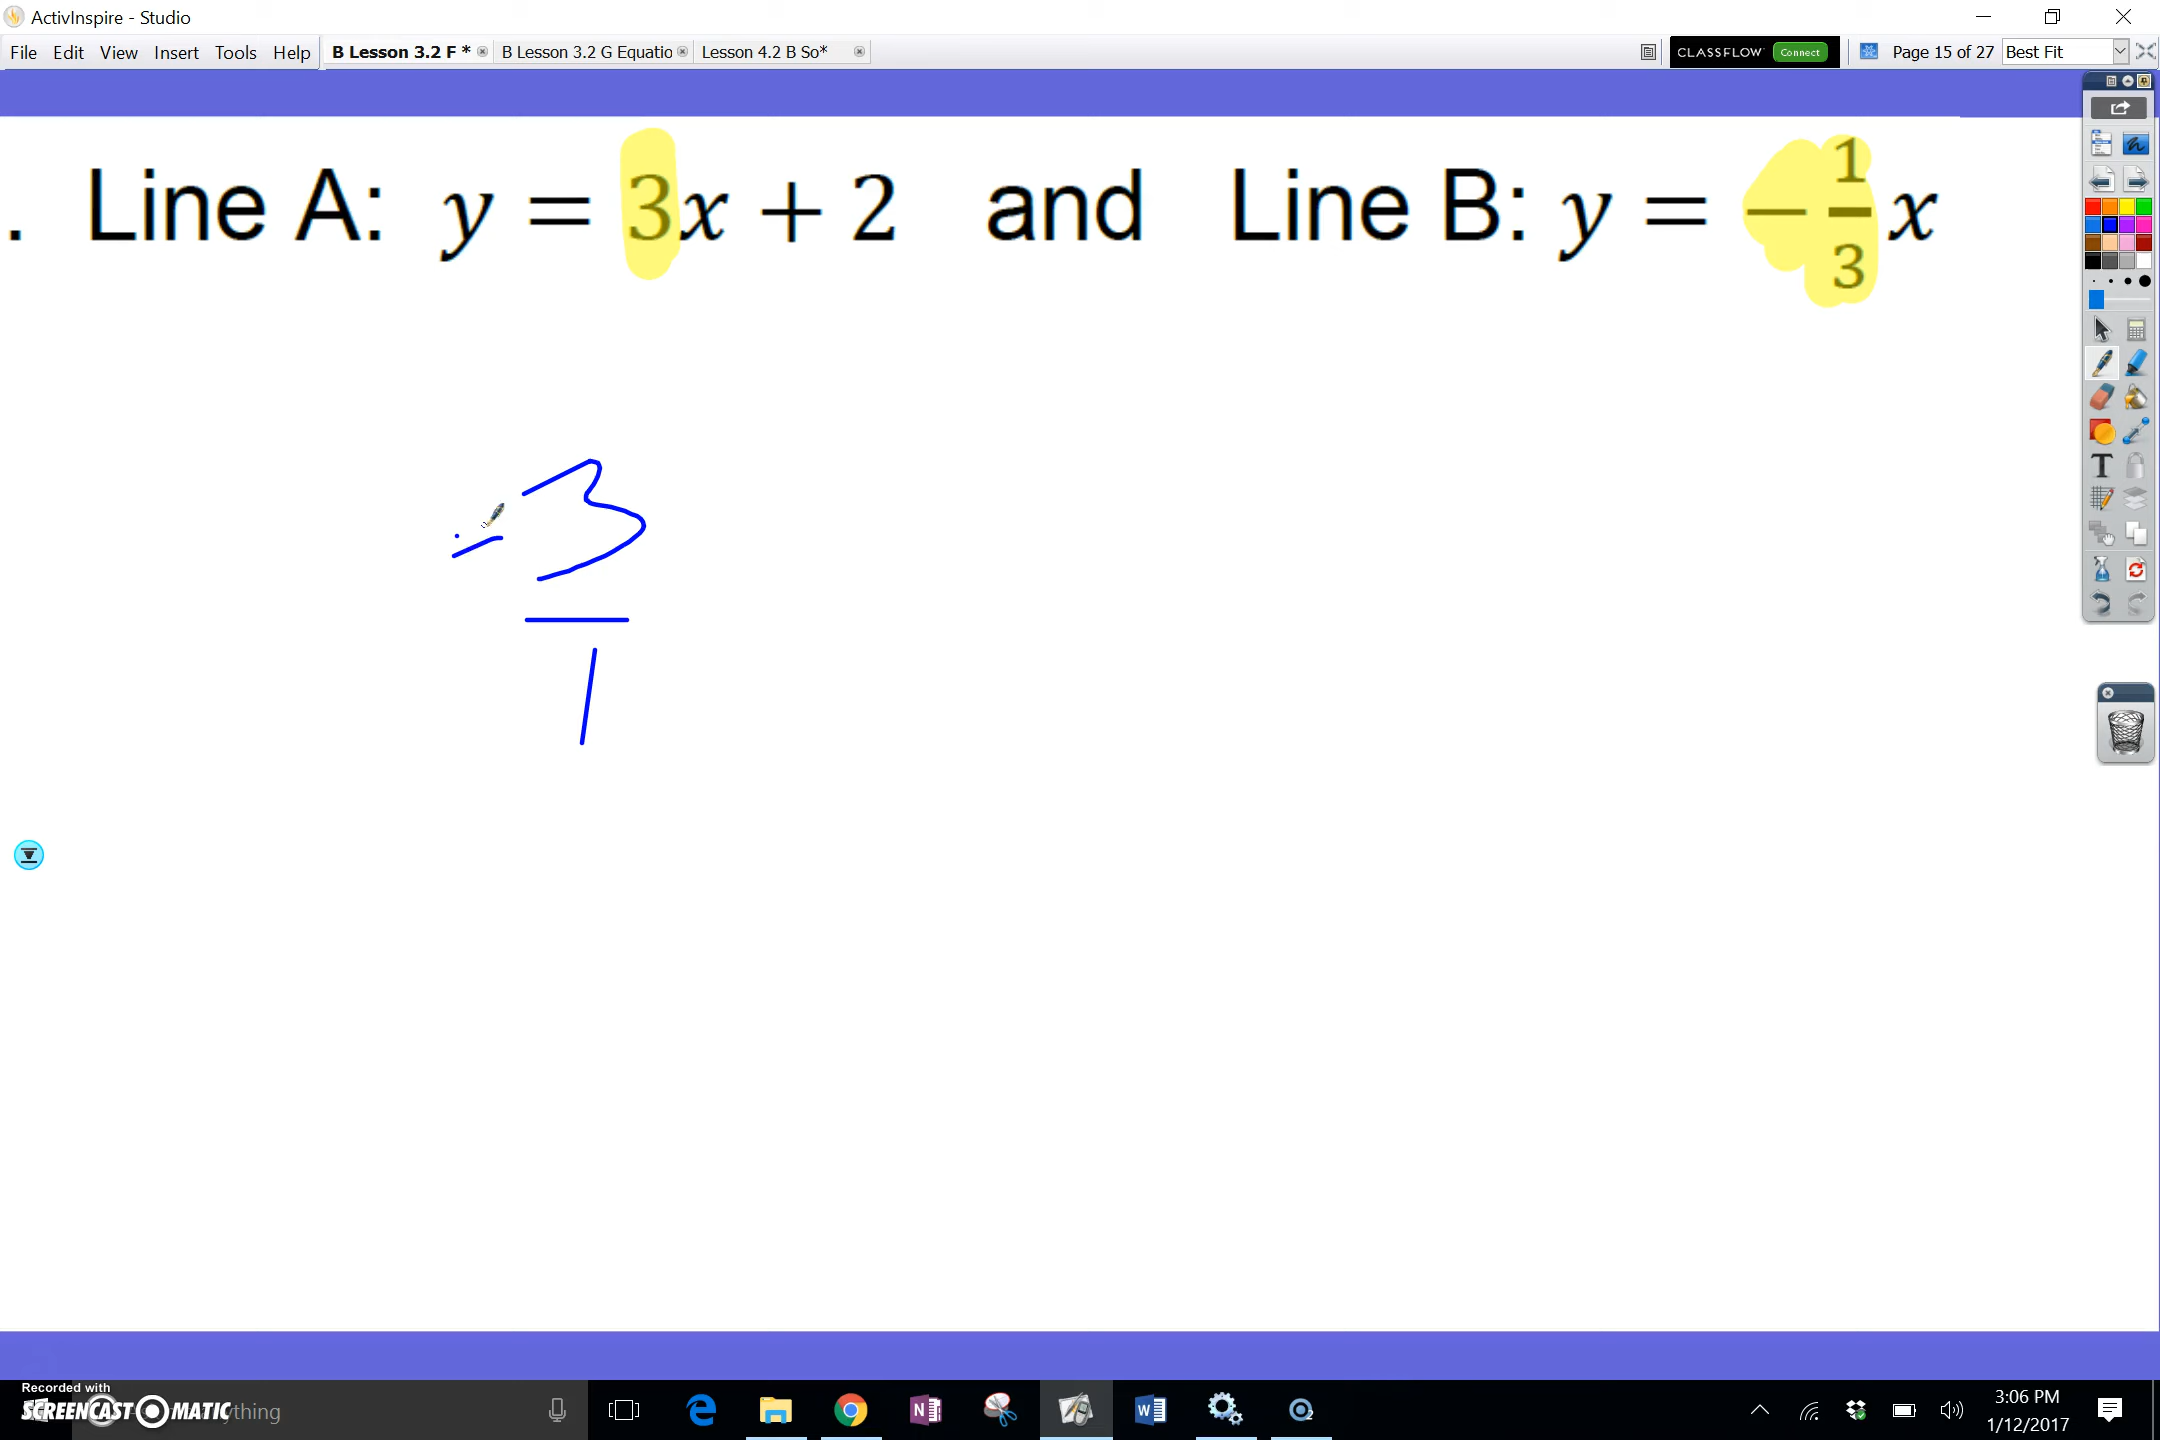 ActivInspire - Studio
File Edit View Insert Tools Help B Lesson 3.2 F * B Lesson 3.2 G Equatio Lesson 4.2 B So* CLASSFLOW Connect Page 15 of 27 Best Fit
. Line A: y = 3x + 2 and Line B: y = -1/3 x
-3
1
Recorded with
SCREENCAST MATIC ything
3:06 PM
1/12/2017